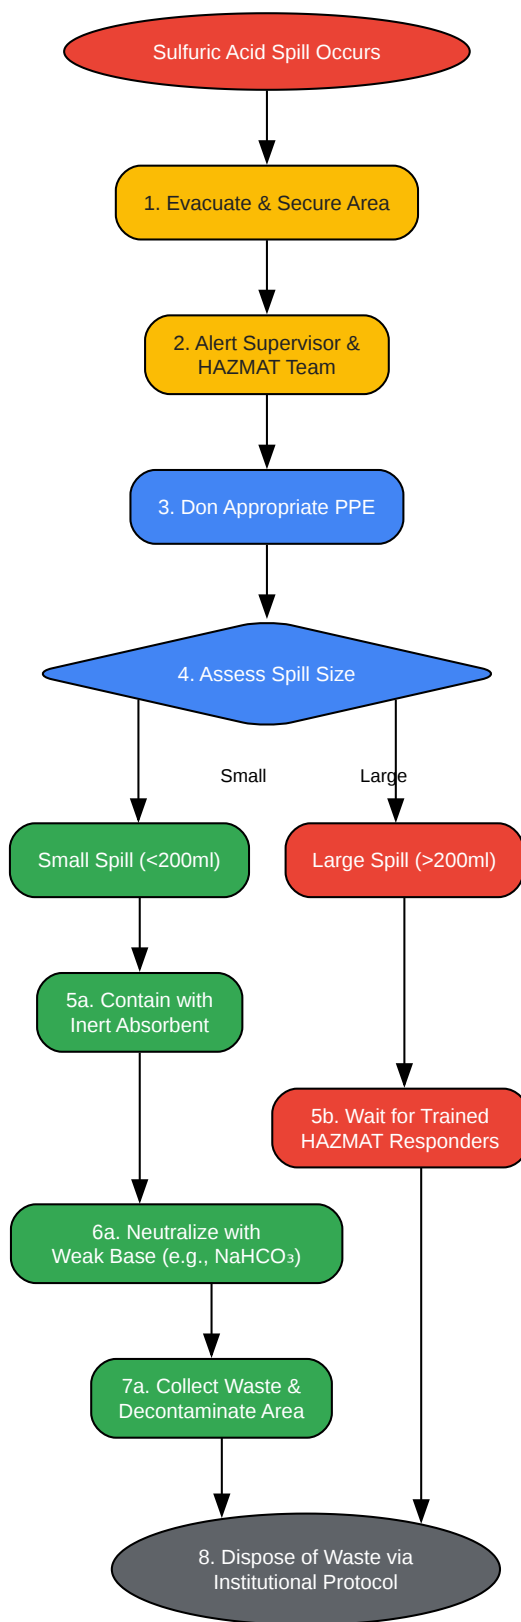 Sulfuric Acid Spill Occurs
1. Evacuate & Secure Area
2. Alert Supervisor &
HAZMAT Team
3. Don Appropriate PPE
4. Assess Spill Size
Small
Large
Small Spill (<200ml)
Large Spill (>200ml)
5a. Contain with
Inert Absorbent
5b. Wait for Trained
HAZMAT Responders
6a. Neutralize with
Weak Base (e.g., NaHCO₃)
7a. Collect Waste &
Decontaminate Area
8. Dispose of Waste via
Institutional Protocol